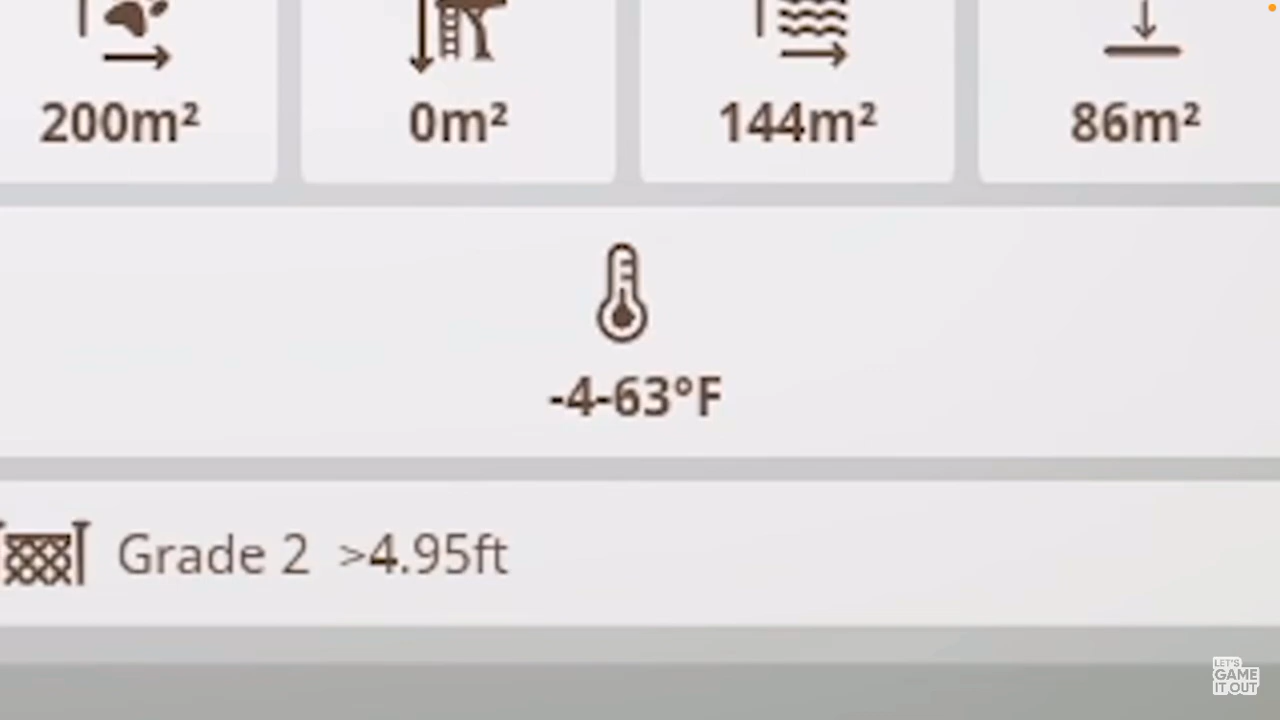 200m² 0m² 144m² 86m²
-4-63°F
Grade 2 >4.95ft
LET'S
GAME
IT OUT